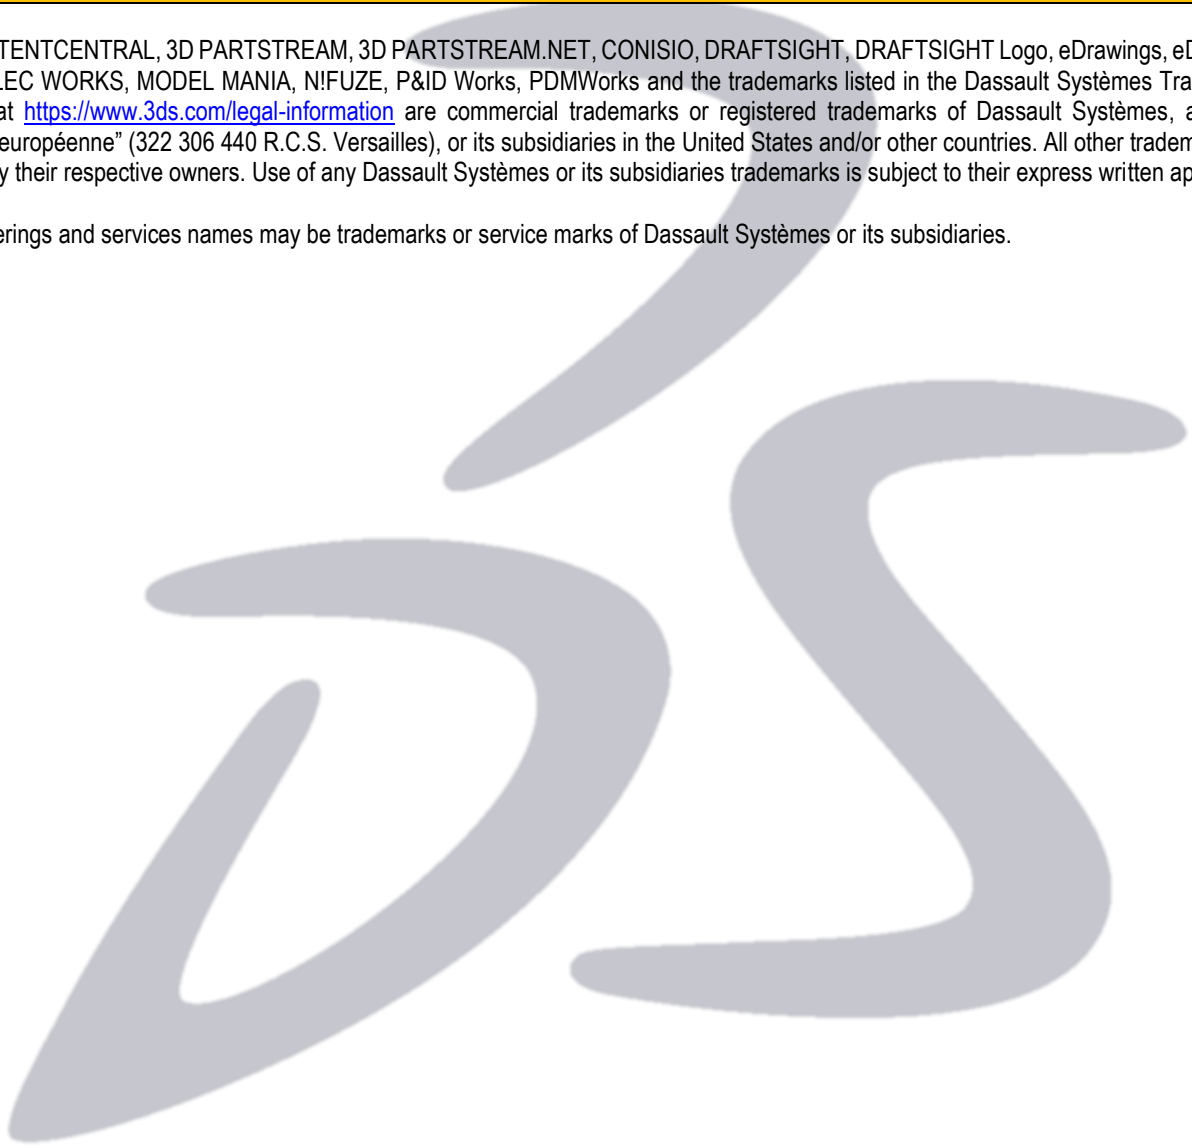 TENTCENTRAL, 3D PARTSTREAM, 3D PARTSTREAM.NET, CONISIO, DRAFTSIGHT, DRAFTSIGHT Logo, eDrawings, eD
LEC WORKS, MODEL MANIA, N!FUZE, P&ID Works, PDMWorks and the trademarks listed in the Dassault Systèmes Tra
at https://www.3ds.com/legal-information are commercial trademarks or registered trademarks of Dassault Systèmes, a
européenne” (322 306 440 R.C.S. Versailles), or its subsidiaries in the United States and/or other countries. All other tradem
y their respective owners. Use of any Dassault Systèmes or its subsidiaries trademarks is subject to their express written ap
erings and services names may be trademarks or service marks of Dassault Systèmes or its subsidiaries.